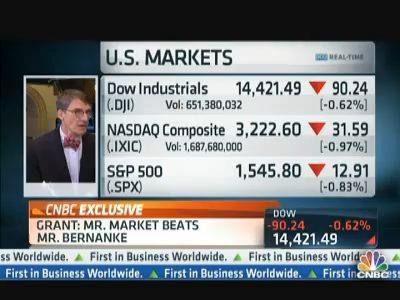 U.S. MARKETS
REAL-TIME
Dow Industrials 14,421.49 ▼ 90.24
(.DJI) Vol: 651,380,032 [-0.62%]
NASDAQ Composite 3,222.60 ▼ 31.59
(.IXIC) Vol: 1,687,680,000 [-0.97%]
S&P 500 1,545.80 ▼ 12.91
(.SPX) [-0.83%]
CNBC EXCLUSIVE
GRANT: MR. MARKET BEATS
MR. BERNANKE
DOW
-90.24 -0.62%
14,421.49
First in Business Worldwide. ▲ First in Business Worldwide. ▲ First in Business
First in Business Worldwide. ▲ First in Business Worldwide. ▲ First in
CNBC